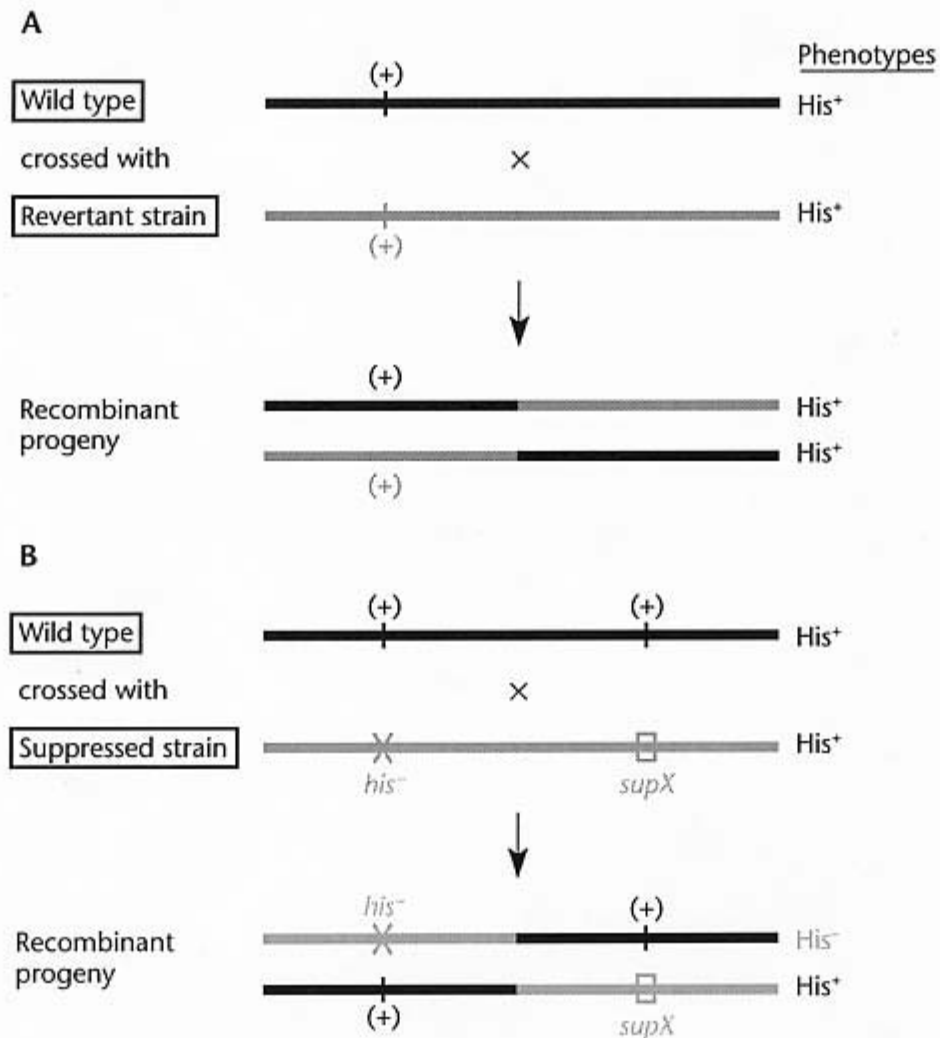 A
Phenotypes
(+)
Wild type
His⁺
crossed with
×
Revertant strain
His⁺
(+)
(+)
Recombinant
progeny
His⁺
His⁺
(+)
B
(+) (+)
Wild type
His⁺
crossed with
×
Suppressed strain
His⁺
his⁻ supX
his⁻ (+)
Recombinant
progeny
His⁻
His⁺
(+) supX